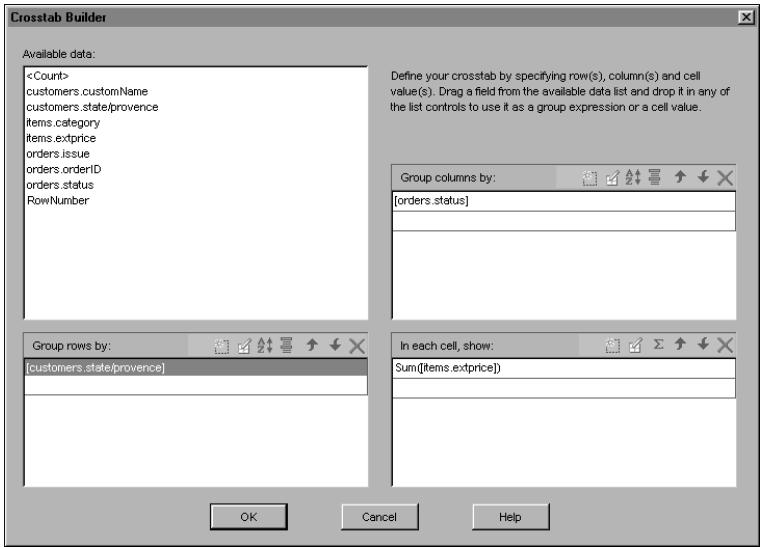 Crosstab Builder
Available data:
<Count>
customers.customName
customers.state/provence
items.category
items.extprice
orders.issue
orders.orderID
orders.status
RowNumber
Define your crosstab by specifying row(s), column(s) and cell
value(s). Drag a field from the available data list and drop it in any of
the list controls to use it as a group expression or a cell value.
Group columns by:
[orders.status]
Group rows by:
[customers.state/provence]
In each cell, show:
Sum([items.extprice])
OK
Cancel
Help